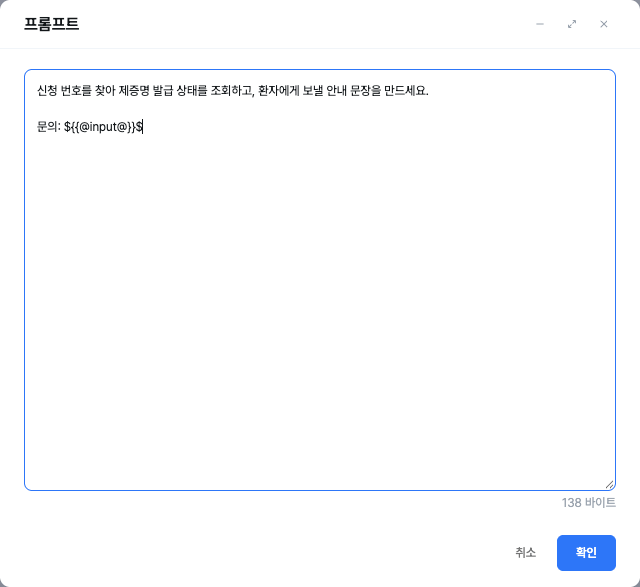 프롬프트
신청 번호를 찾아 제증명 발급 상태를 조회하고, 환자에게 보낼 안내 문장을 만드세요.
문의: ${{@input@}}$
138 바이트
취소
확인